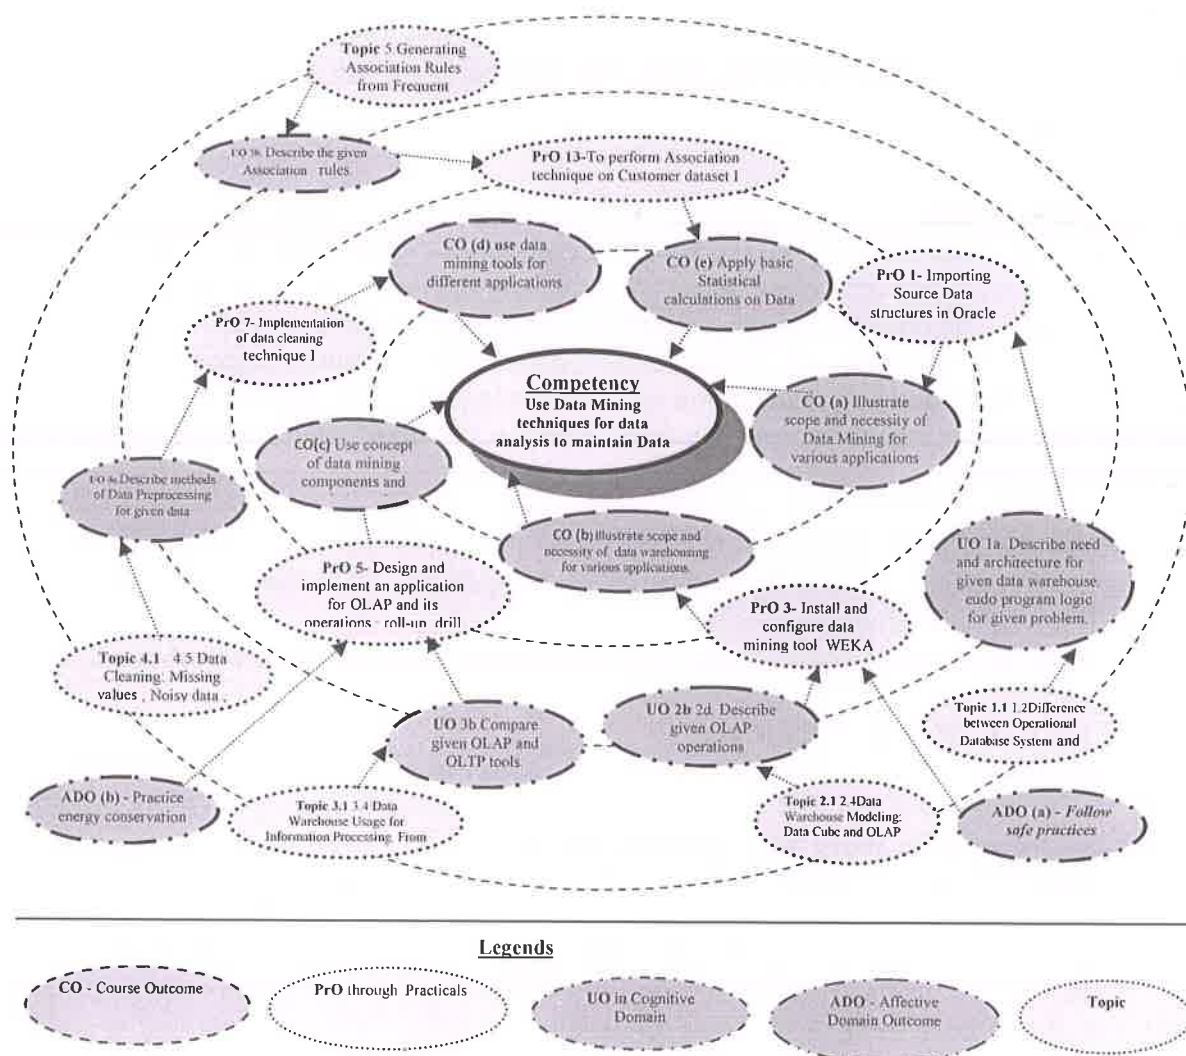 Topic 5 Generating
Association Rules
from Frequent
Describe the given
Association rules.
PrO 13-To perform Association
technique on Customer dataset I
CO (d) use data
mining tools for
different applications
CO (e) Apply basic
Statistical
calculations on Data
PrO 1- Importing
Source Data
structures in Oracle
PrO 7- Implementation
of data cleaning
technique I
Competency
Use Data Mining
techniques for data
analysis to maintain Data
CO (a) Illustrate
scope and necessity of
Data Mining for
various applications
CO(c) Use concept
of data mining
components and
Describe methods
of Data Preprocessing
for given data
CO (b) Illustrate scope and
necessity of data warehousing
for various applications.
UO 1a. Describe need
and architecture for
given data warehouse.
eudo program logic
for given problem.
PrO 5- Design and
implement an application
for OLAP and its
operations - roll-up, drill
PrO 3- Install and
configure data
mining tool WEKA
Topic 4.1 - 4.5 Data
Cleaning: Missing
values , Noisy data ,
UO 3b Compare
given OLAP and
OLTP tools
UO 2b 2d. Describe
given OLAP
operations
Topic 1.1 1.2Difference
between Operational
Database System and
ADO (b) - Practice
energy conservation
Topic 3.1 3.4 Data
Warehouse Usage for
Information Processing, From
Topic 2.1 2.4Data
Warehouse Modeling:
Data Cube and OLAP
ADO (a) - Follow
safe practices
Legends
CO - Course Outcome
PrO through Practicals
UO in Cognitive
Domain
ADO - Affective
Domain Outcome
Topic